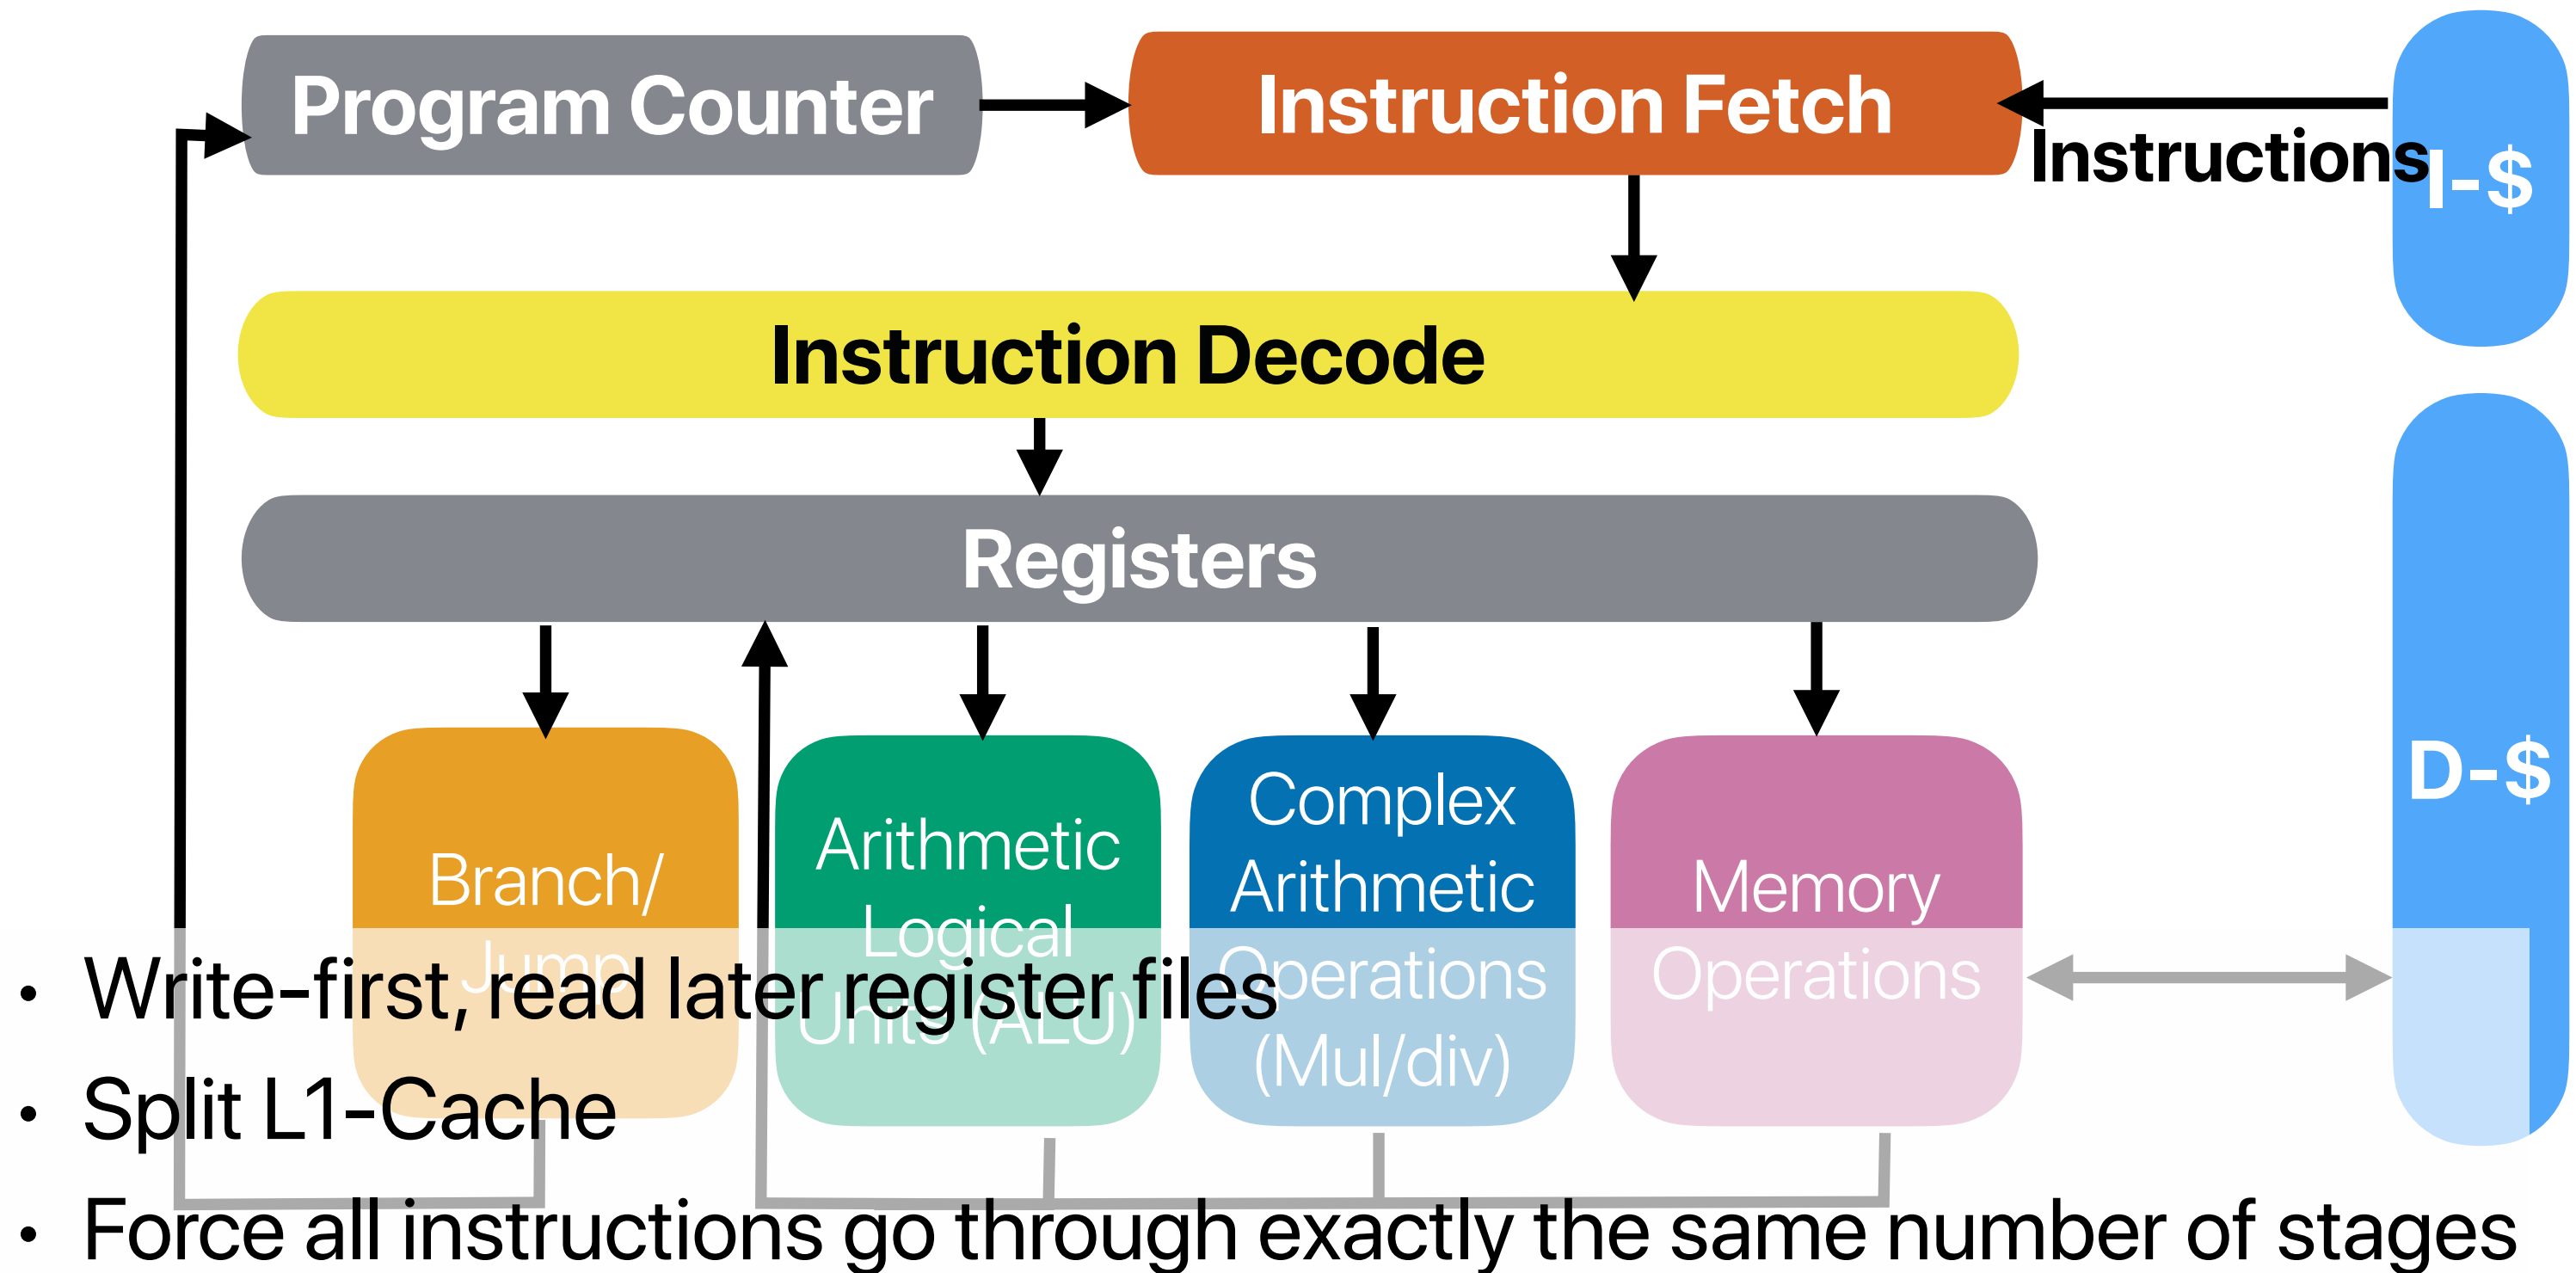 Program Counter
Instruction Fetch
Instructions
I-$
Instruction Decode
Registers
D-$
Branch/
Jump
Arithmetic
Logical
Units (ALU)
Complex
Arithmetic
Operations
(Mul/div)
Memory
Operations
• Write-first, read later register files
• Split L1-Cache
• Force all instructions go through exactly the same number of stages